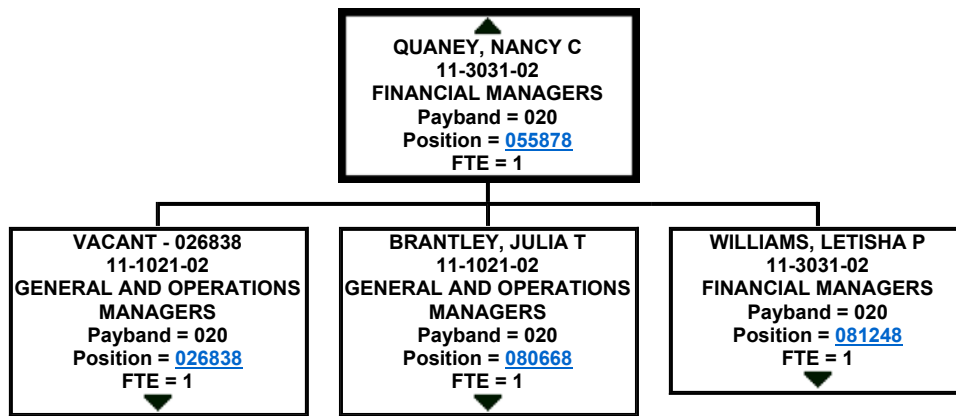 QUANEY, NANCY C
11-3031-02
FINANCIAL MANAGERS
Payband = 020
Position = 055878
FTE = 1
VACANT - 026838
11-1021-02
GENERAL AND OPERATIONS
MANAGERS
Payband = 020
Position = 026838
FTE = 1
BRANTLEY, JULIA T
11-1021-02
GENERAL AND OPERATIONS
MANAGERS
Payband = 020
Position = 080668
FTE = 1
WILLIAMS, LETISHA P
11-3031-02
FINANCIAL MANAGERS
Payband = 020
Position = 081248
FTE = 1